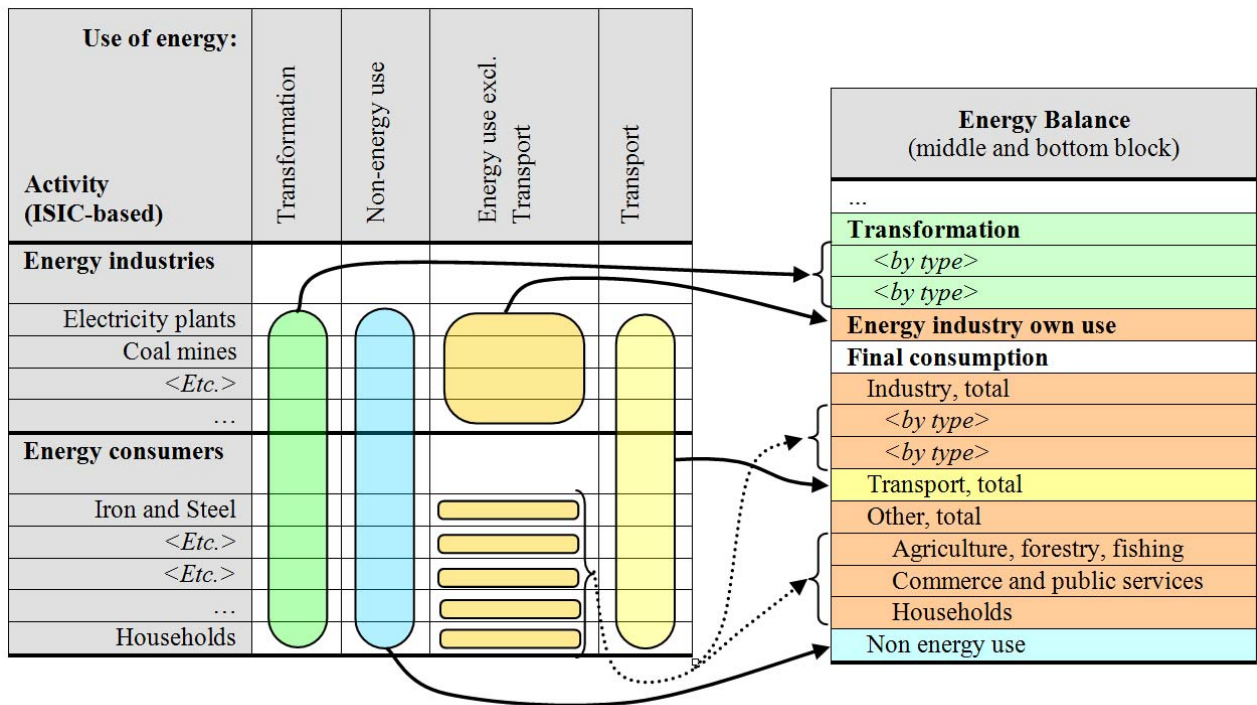 Use of energy:
Activity
(ISIC-based)
Transformation
Non-energy use
Energy use excl.
Transport
Transport
Energy industries
Electricity plants
Coal mines
<Etc.>
…
Energy consumers
Iron and Steel
<Etc.>
<Etc.>
…
Households
Energy Balance
(middle and bottom block)
...
Transformation
<by type>
<by type>
Energy industry own use
Final consumption
Industry, total
<by type>
<by type>
Transport, total
Other, total
Agriculture, forestry, fishing
Commerce and public services
Households
Non energy use